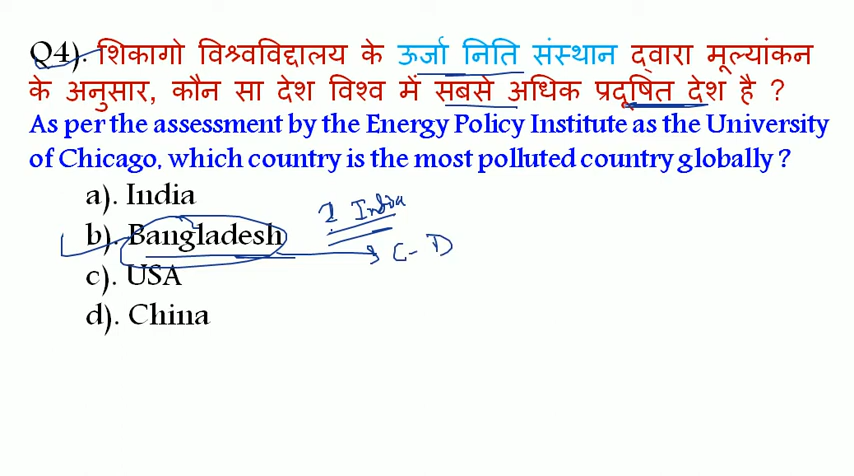 Q4). शिकागो विश्वविद्दालय के ऊर्जा निति संस्थान द्वारा मूल्यांकन
के अनुसार, कौन सा देश विश्व में सबसे अधिक प्रदूषित देश है ?
As per the assessment by the Energy Policy Institute as the University
of Chicago, which country is the most polluted country globally ?
a). India
2 India
b). Bangladesh
C- D
c). USA
d). China